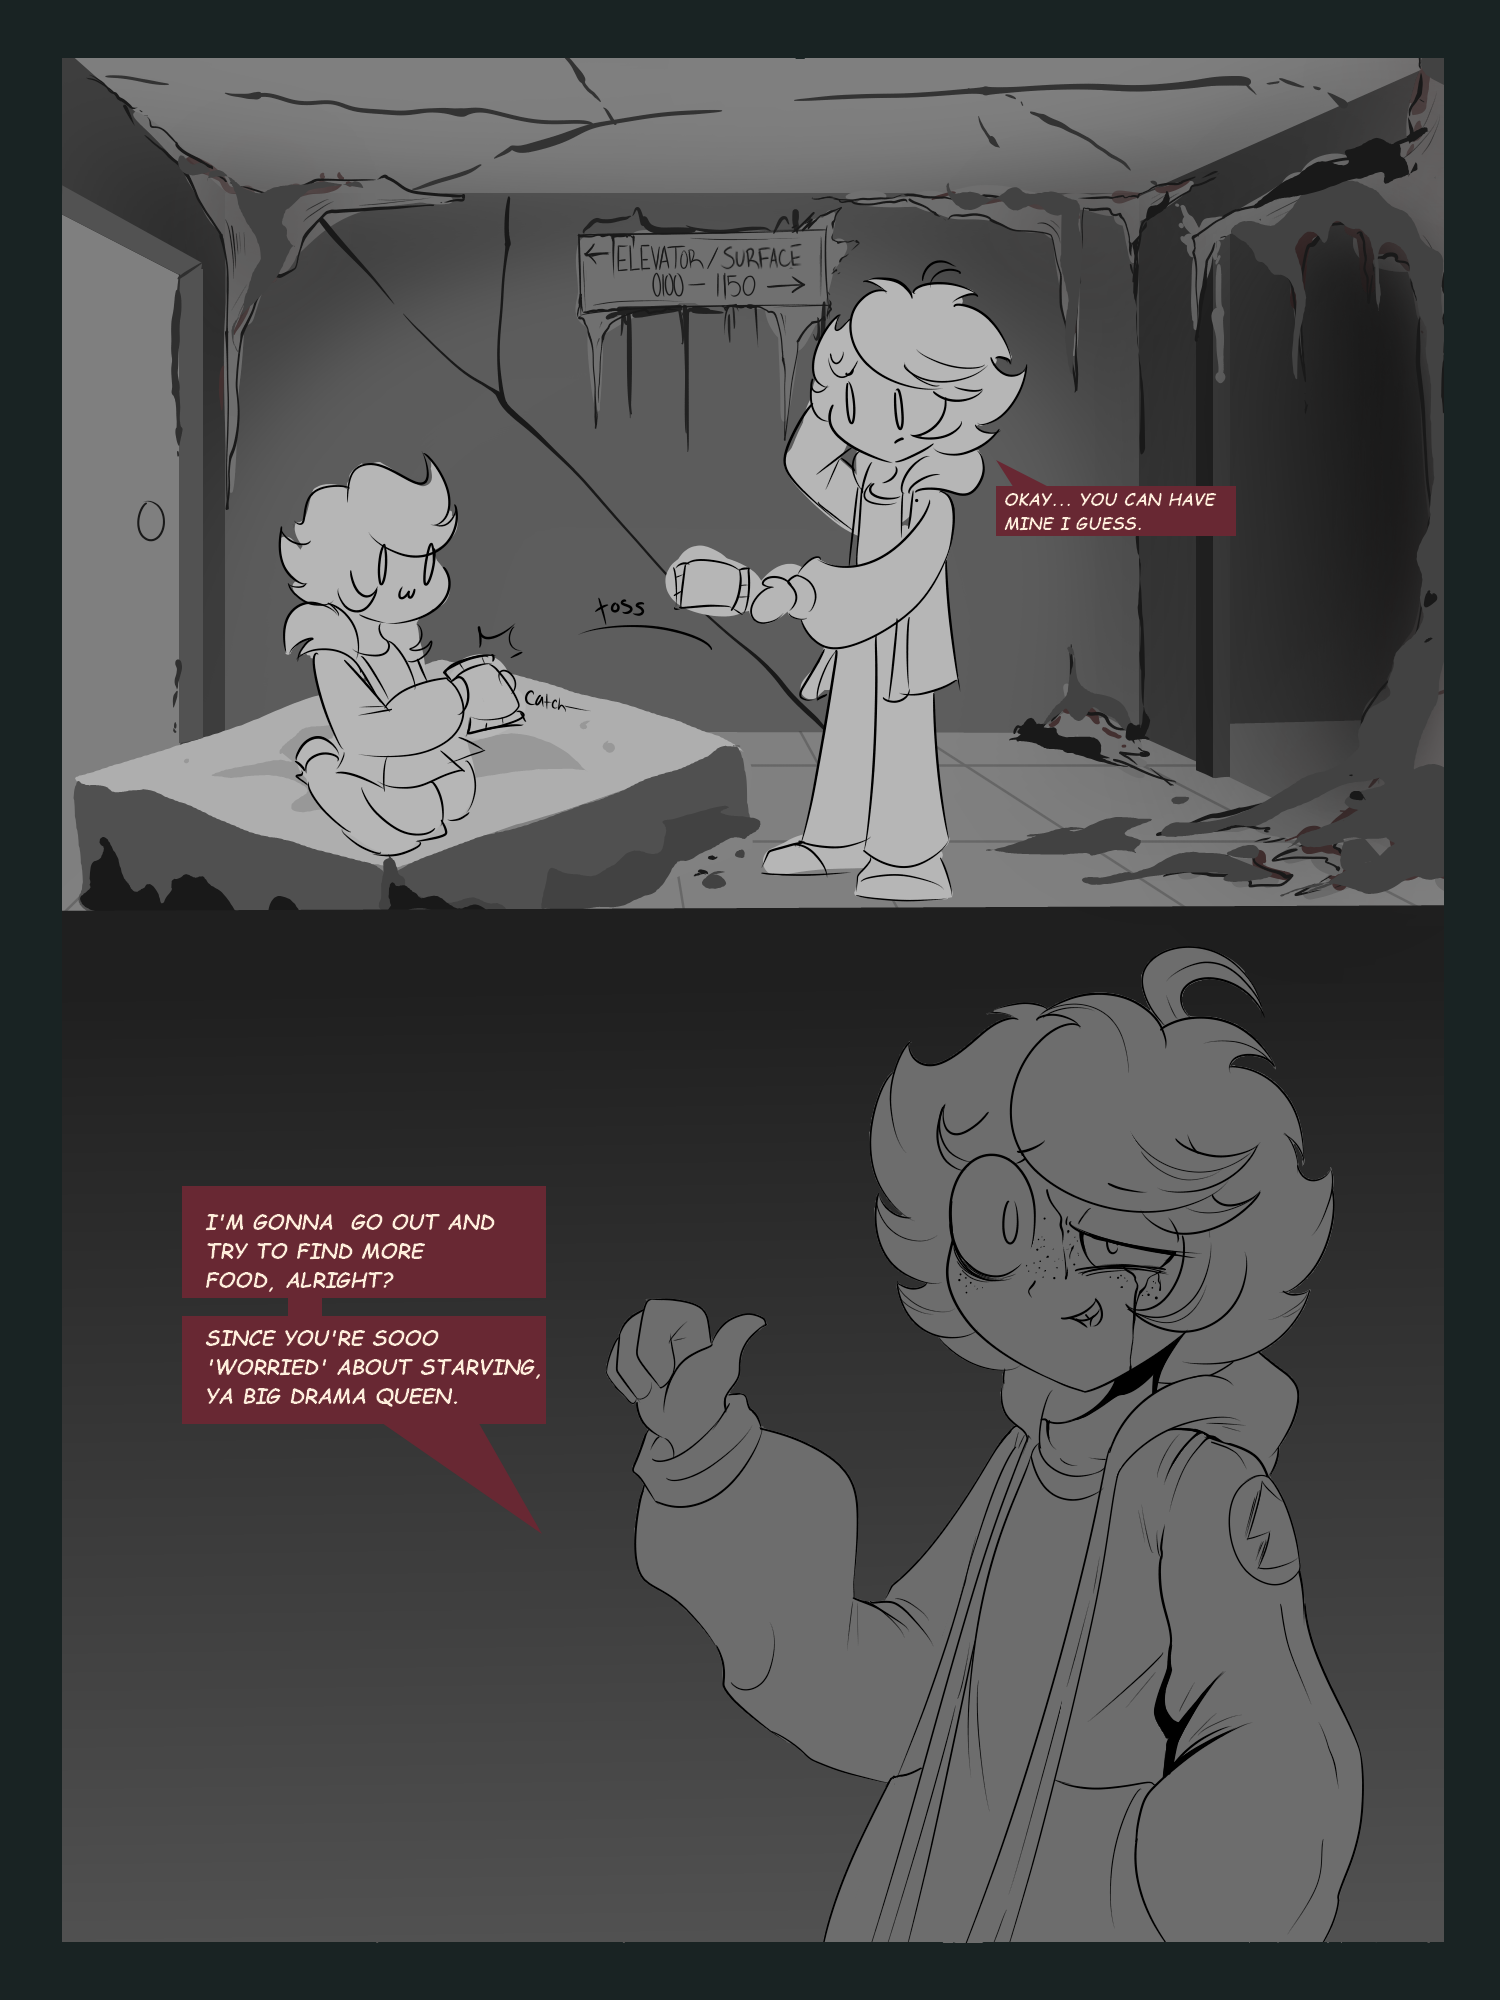 ← ELEVATOR/SURFACE
0100 - 1150 →
OKAY... YOU CAN HAVE
MINE I GUESS.
toss
catch
I'M GONNA GO OUT AND
TRY TO FIND MORE
FOOD, ALRIGHT?
SINCE YOU'RE SOOO
'WORRIED' ABOUT STARVING,
YA BIG DRAMA QUEEN.